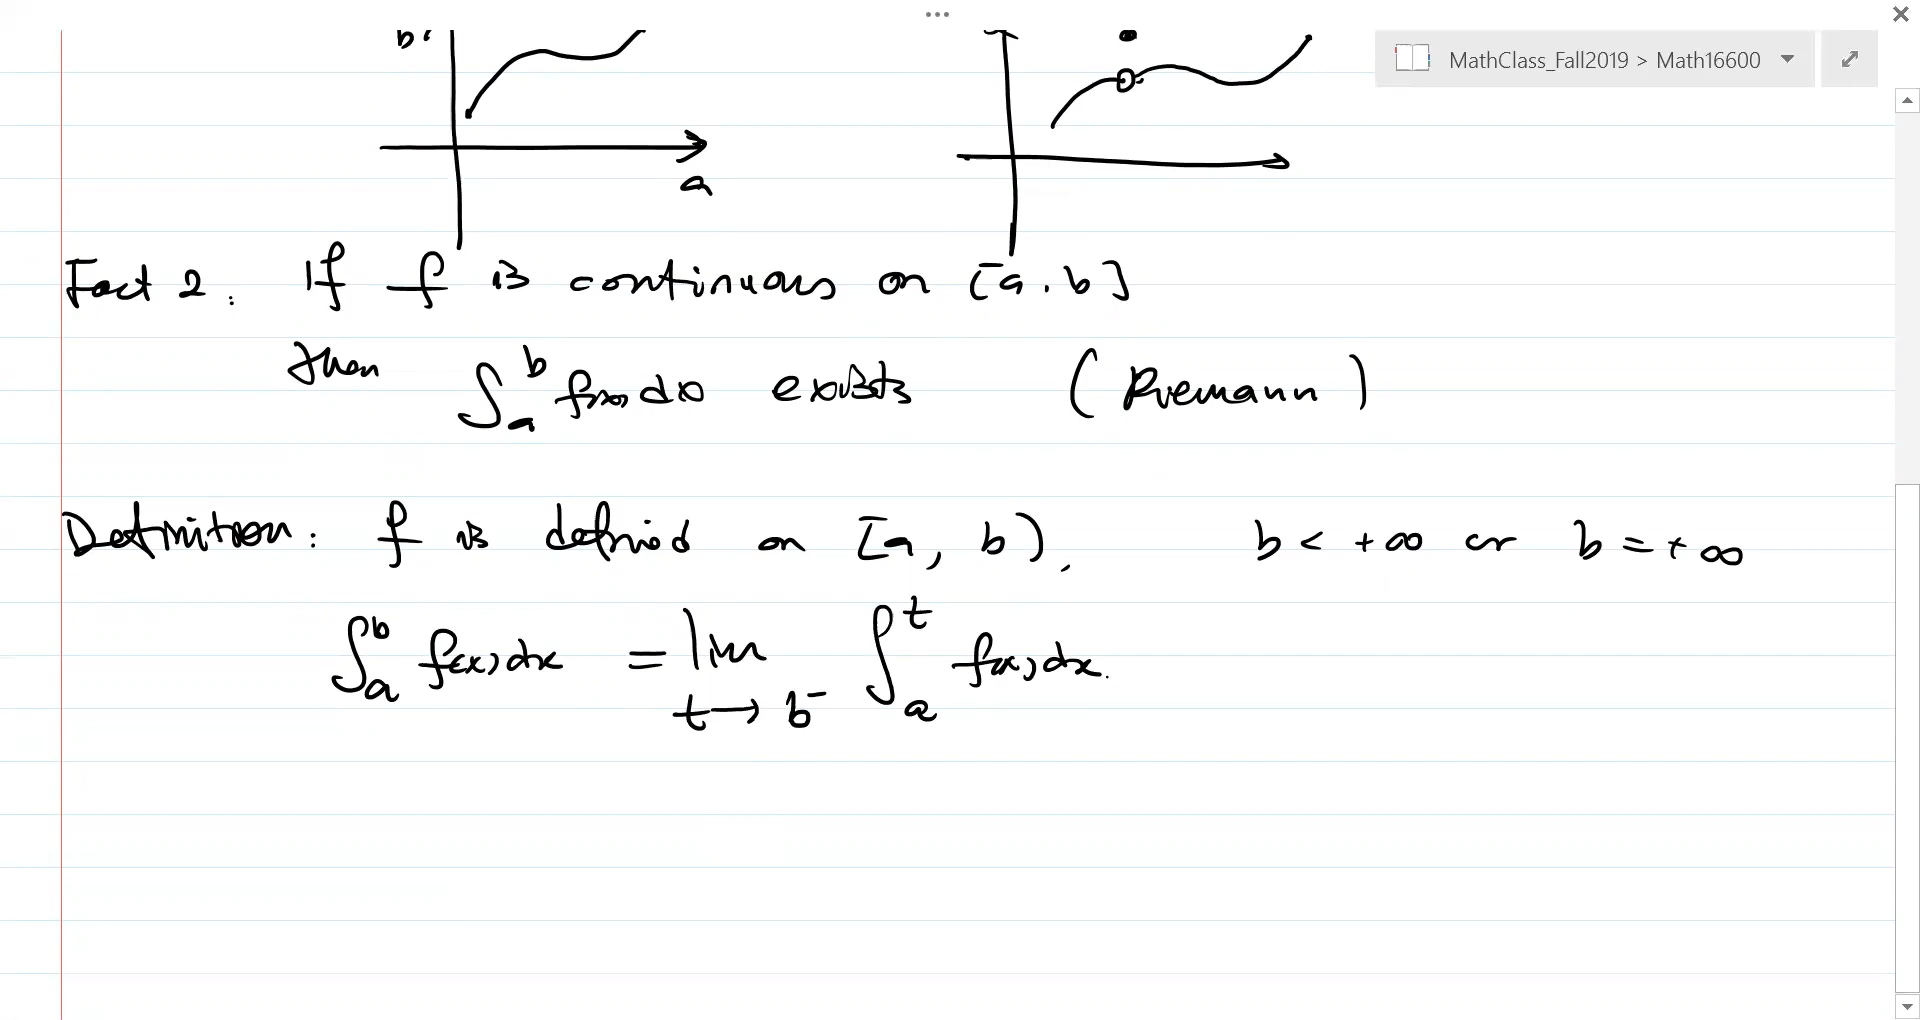 b
MathClass_Fall2019 > Math16600
a
Fact 2. If f is continuous on [a, b]
then ∫_a^b f(x) dx exists (Riemann)
Definition: f is defined on [a, b), b < +∞ or b = +∞
∫_a^b f(x) dx = lim_{t→b⁻} ∫_a^t f(x) dx.